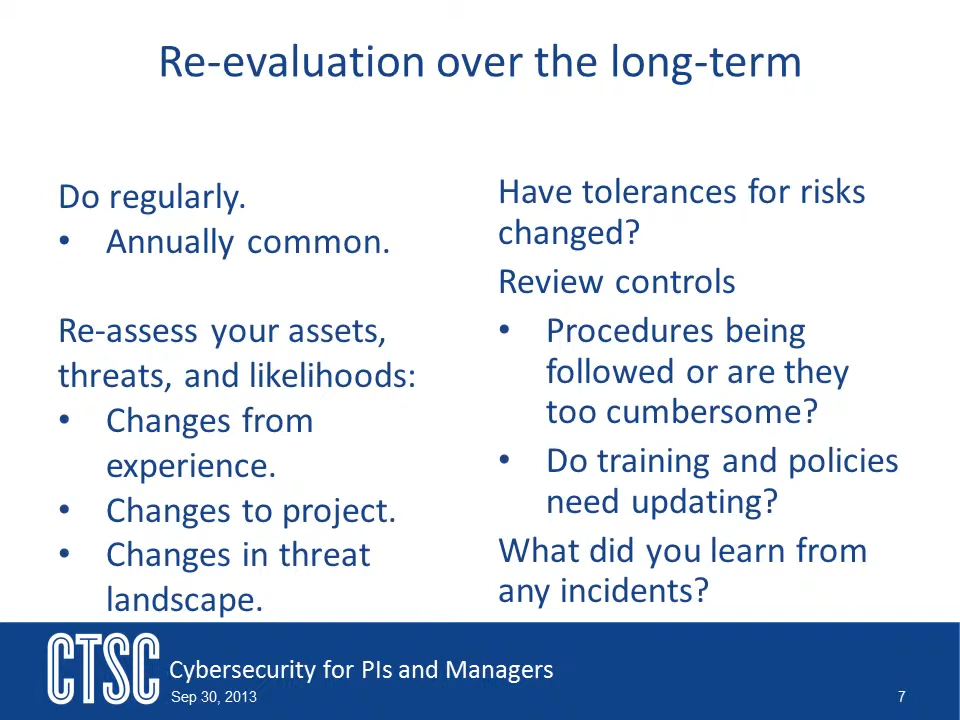 Re-evaluation over the long-term
Do regularly.
• Annually common.
Re-assess your assets,
threats, and likelihoods:
• Changes from
experience.
• Changes to project.
• Changes in threat
landscape.
Have tolerances for risks
changed?
Review controls
• Procedures being
followed or are they
too cumbersome?
• Do training and policies
need updating?
What did you learn from
any incidents?
CTSC
Cybersecurity for PIs and Managers
Sep 30, 2013
7